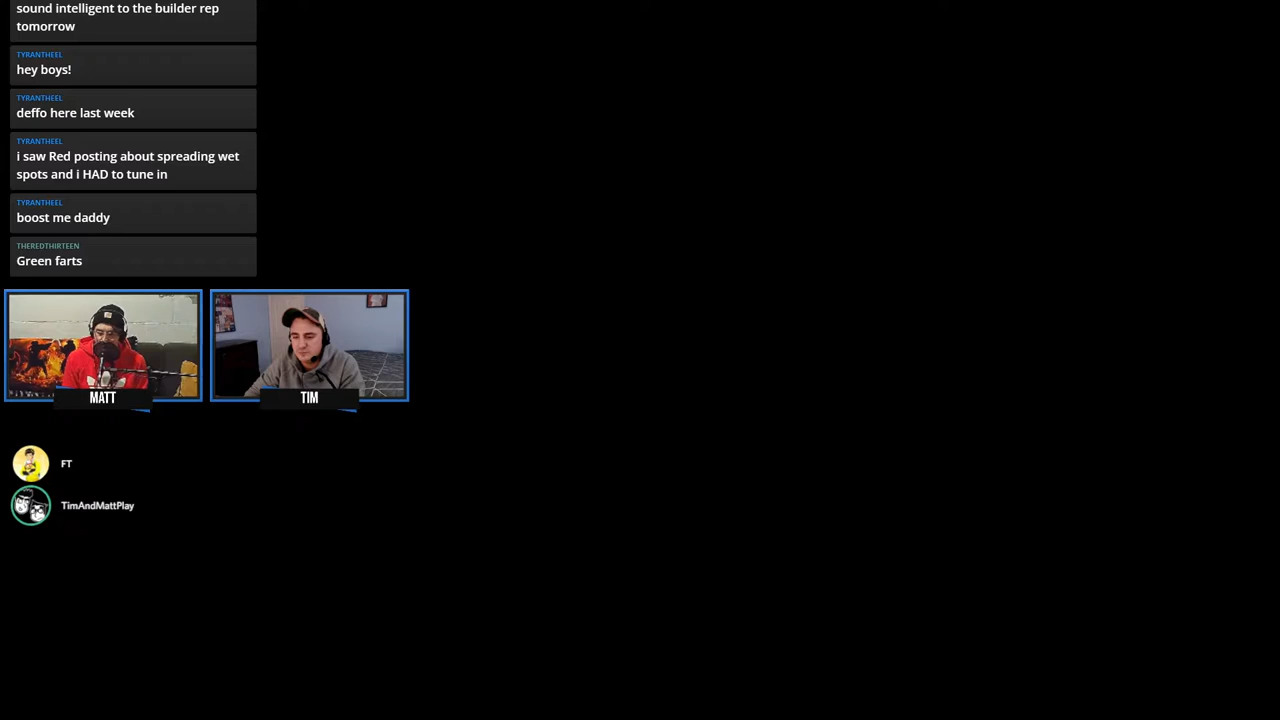 sound intelligent to the builder rep
tomorrow
TYRANTHEEL
hey boys!
TYRANTHEEL
deffo here last week
TYRANTHEEL
i saw Red posting about spreading wet
spots and i HAD to tune in
TYRANTHEEL
boost me daddy
THEREDTHIRTEEN
Green farts
MATT
TIM
FT
TimAndMattPlay